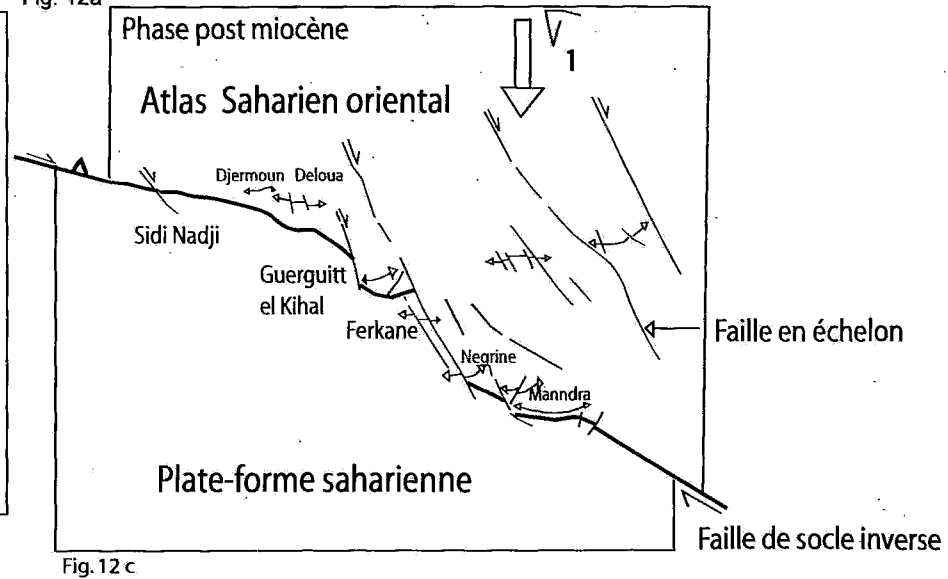 Fig. 12a
Phase post miocène
1
Atlas Saharien oriental
Djermoun Deloua
Sidi Nadji
Guerguitt
el Kihal
Ferkane
Faille en échelon
Negrine
Manndra
Plate-forme saharienne
Faille de socle inverse
Fig.12 c